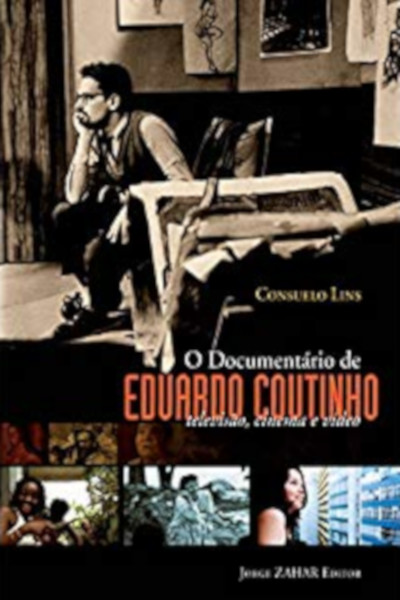 CONSUELO LINS
O Documentário de
EDUARDO COUTINHO
televisão, cinema e vídeo
JORGE ZAHAR EDITOR